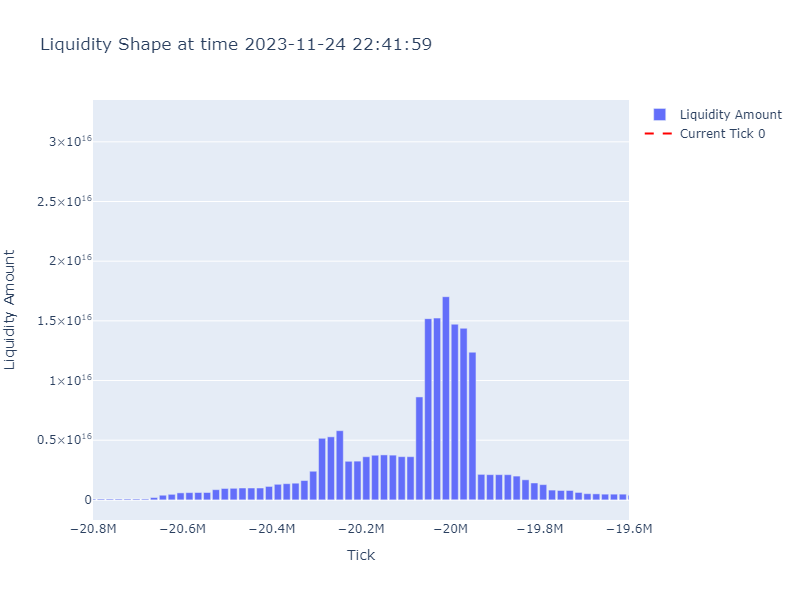 Liquidity Shape at time 2023-11-24 22:41:59
Liquidity Amount
Current Tick 0
3×10¹⁶
2.5×10¹⁶
2×10¹⁶
1.5×10¹⁶
1×10¹⁶
0.5×10¹⁶
0
Liquidity Amount
−20.8M
−20.6M
−20.4M
−20.2M
−20M
−19.8M
−19.6M
Tick